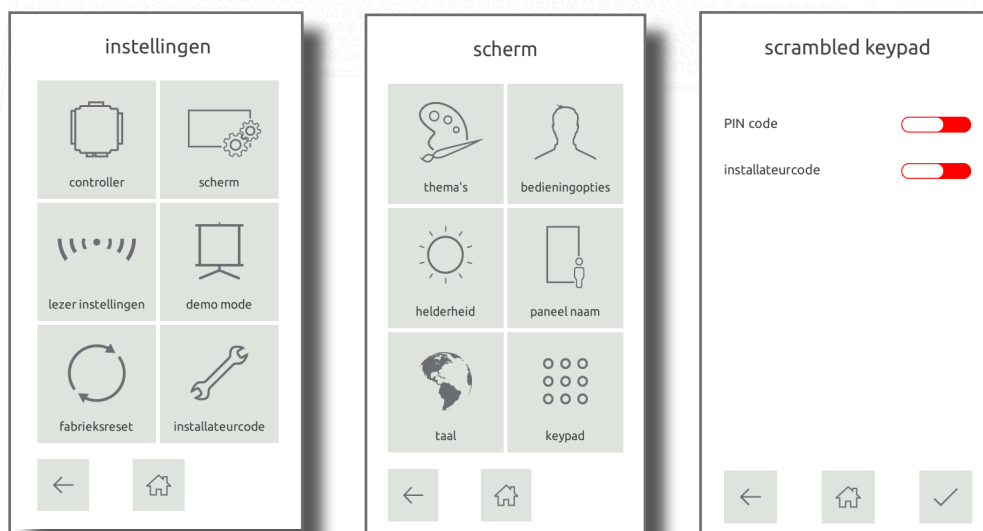 instellingen
controller
scherm
lezer instellingen
demo mode
fabrieksreset
installateurcode
scherm
thema's
bedieningopties
helderheid
paneel naam
taal
keypad
scrambled keypad
PIN code
installateurcode